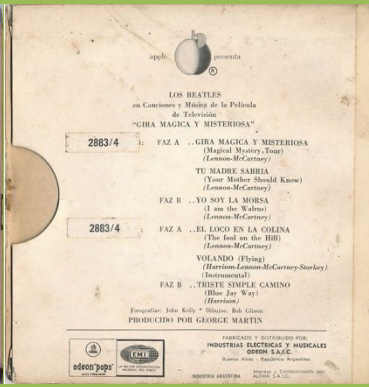 apple presenta
®
LOS BEATLES
en Canciones y Música de la Película
de Televisión
"GIRA MAGICA Y MISTERIOSA"
2883/4 : FAZ A ..GIRA MAGICA Y MISTERIOSA
(Magical Mystery Tour)
(Lennon-McCartney)
TU MADRE SABRIA
(Your Mother Should Know)
(Lennon-McCartney)
FAZ B ..YO SOY LA MORSA
(I am the Walrus)
(Lennon-McCartney)
2883/4 : FAZ A ..EL LOCO EN LA COLINA
(The fool on the Hill)
(Lennon-McCartney)
VOLANDO (Flying)
(Harrison-Lennon-McCartney-Starkey)
(Instrumental)
FAZ B ..TRISTE SIMPLE CAMINO
(Blue Jay Way)
(Harrison)
Fotografías: John Kelly * Dibujos: Bob Gibson
PRODUCIDO POR GEORGE MARTIN
odeon "pops"
EMI
FABRICADO Y DISTRIBUIDO POR:
INDUSTRIAS ELECTRICAS Y MUSICALES
ODEON S.A.I.C.
Buenos Aires - República Argentina
INDUSTRIA ARGENTINA
Impreso y Confeccionado por
ALPHA, S.A.I.C.